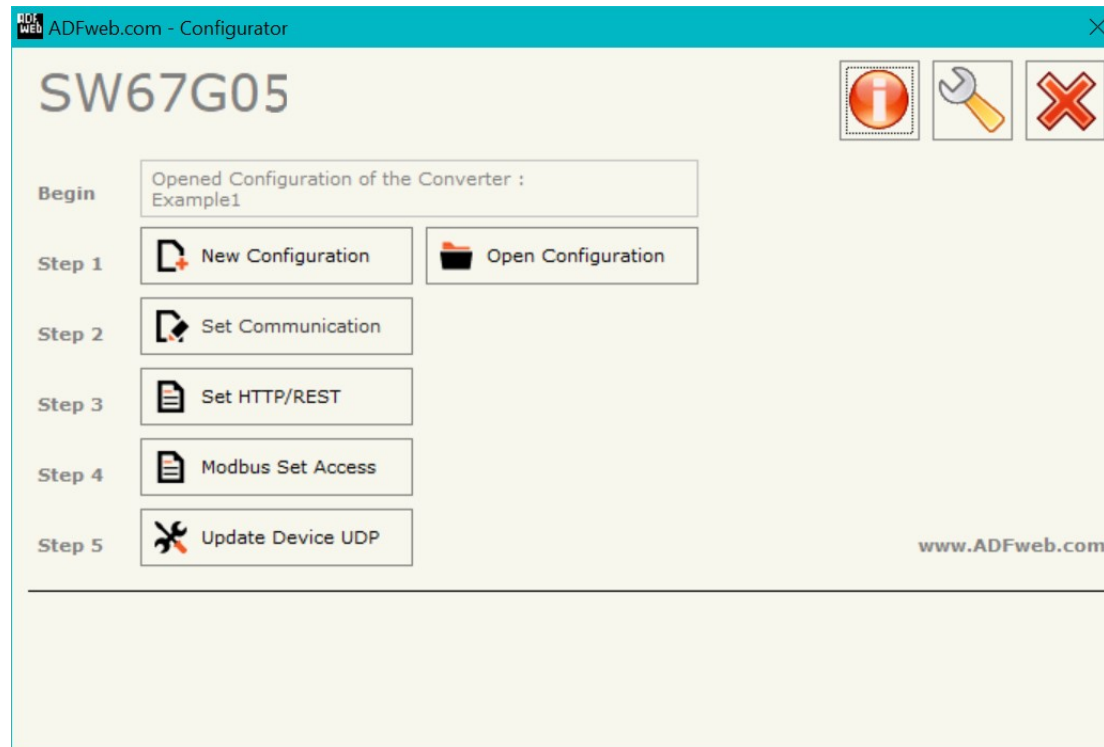 ADF
WEB
ADFweb.com - Configurator
SW67G05
Begin
Opened Configuration of the Converter :
Example1
Step 1
New Configuration
Open Configuration
Step 2
Set Communication
Step 3
Set HTTP/REST
Step 4
Modbus Set Access
Step 5
Update Device UDP
www.ADFweb.com